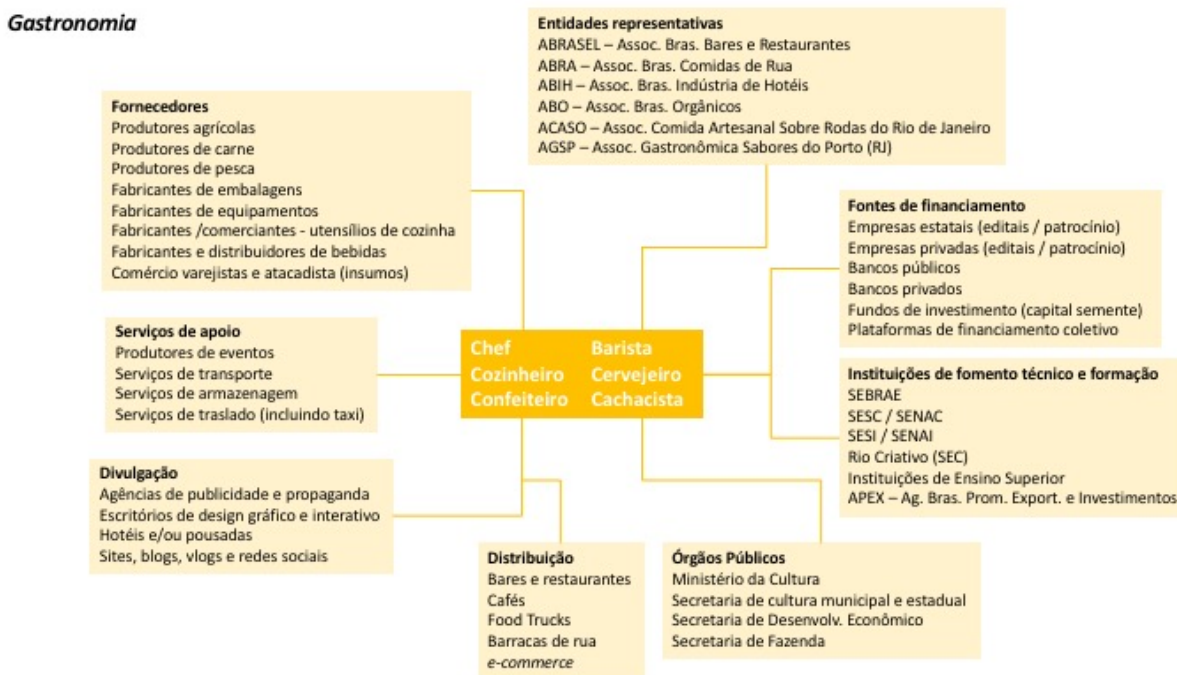 Gastronomia
Entidades representativas
ABRASEL – Assoc. Bras. Bares e Restaurantes
ABRA – Assoc. Bras. Comidas de Rua
ABIH – Assoc. Bras. Indústria de Hotéis
ABO – Assoc. Bras. Orgânicos
ACASO – Assoc. Comida Artesanal Sobre Rodas do Rio de Janeiro
AGSP – Assoc. Gastronômica Sabores do Porto (RJ)
Fornecedores
Produtores agrícolas
Produtores de carne
Produtores de pesca
Fabricantes de embalagens
Fabricantes de equipamentos
Fabricantes /comerciantes - utensílios de cozinha
Fabricantes e distribuidores de bebidas
Comércio varejistas e atacadista (insumos)
Fontes de financiamento
Empresas estatais (editais / patrocínio)
Empresas privadas (editais / patrocínio)
Bancos públicos
Bancos privados
Fundos de investimento (capital semente)
Plataformas de financiamento coletivo
Serviços de apoio
Produtores de eventos
Serviços de transporte
Serviços de armazenagem
Serviços de traslado (incluindo taxi)
Chef Barista
Cozinheiro Cervejeiro
Confeiteiro Cachacista
Instituições de fomento técnico e formação
SEBRAE
SESC / SENAC
SESI / SENAI
Rio Criativo (SEC)
Instituições de Ensino Superior
APEX – Ag. Bras. Prom. Export. e Investimentos
Divulgação
Agências de publicidade e propaganda
Escritórios de design gráfico e interativo
Hotéis e/ou pousadas
Sites, blogs, vlogs e redes sociais
Distribuição
Bares e restaurantes
Cafés
Food Trucks
Barracas de rua
e-commerce
Órgãos Públicos
Ministério da Cultura
Secretaria de cultura municipal e estadual
Secretaria de Desenvolv. Econômico
Secretaria de Fazenda